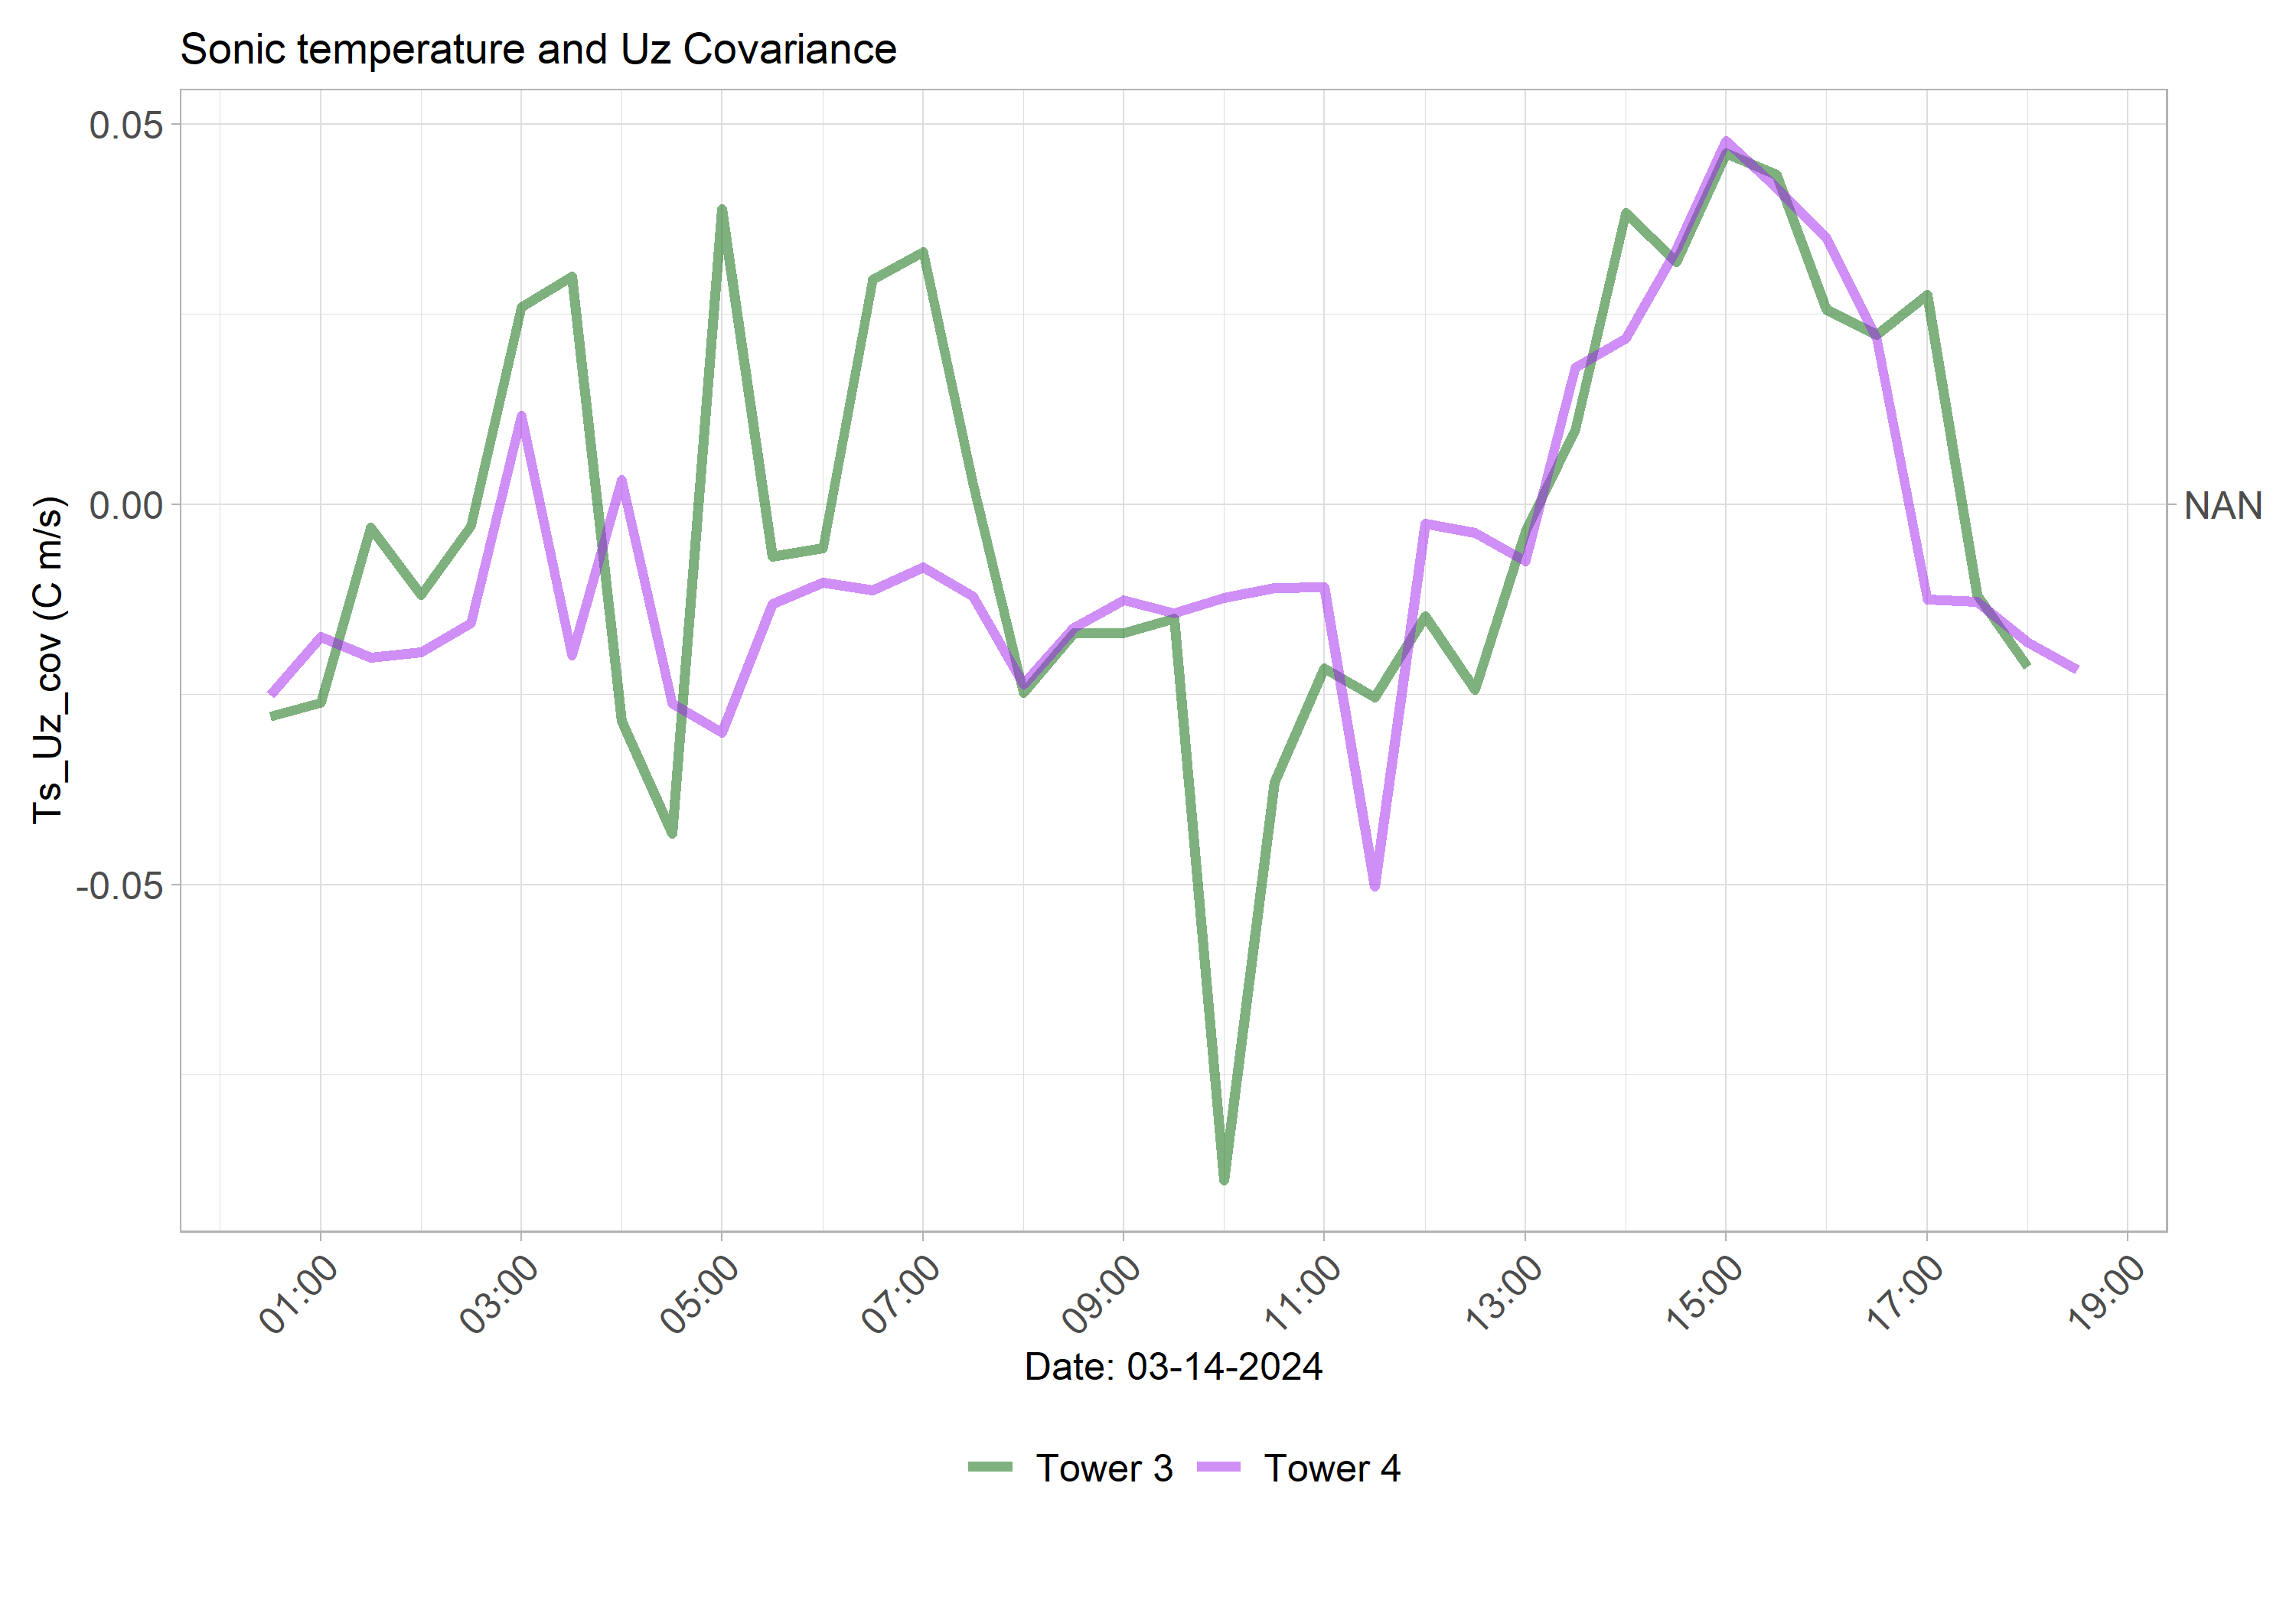 Sonic temperature and Uz Covariance
Ts_Uz_cov (C m/s)
0.05
0.00
-0.05
NAN
01:00
03:00
05:00
07:00
09:00
11:00
13:00
15:00
17:00
19:00
Date: 03-14-2024
Tower 3
Tower 4